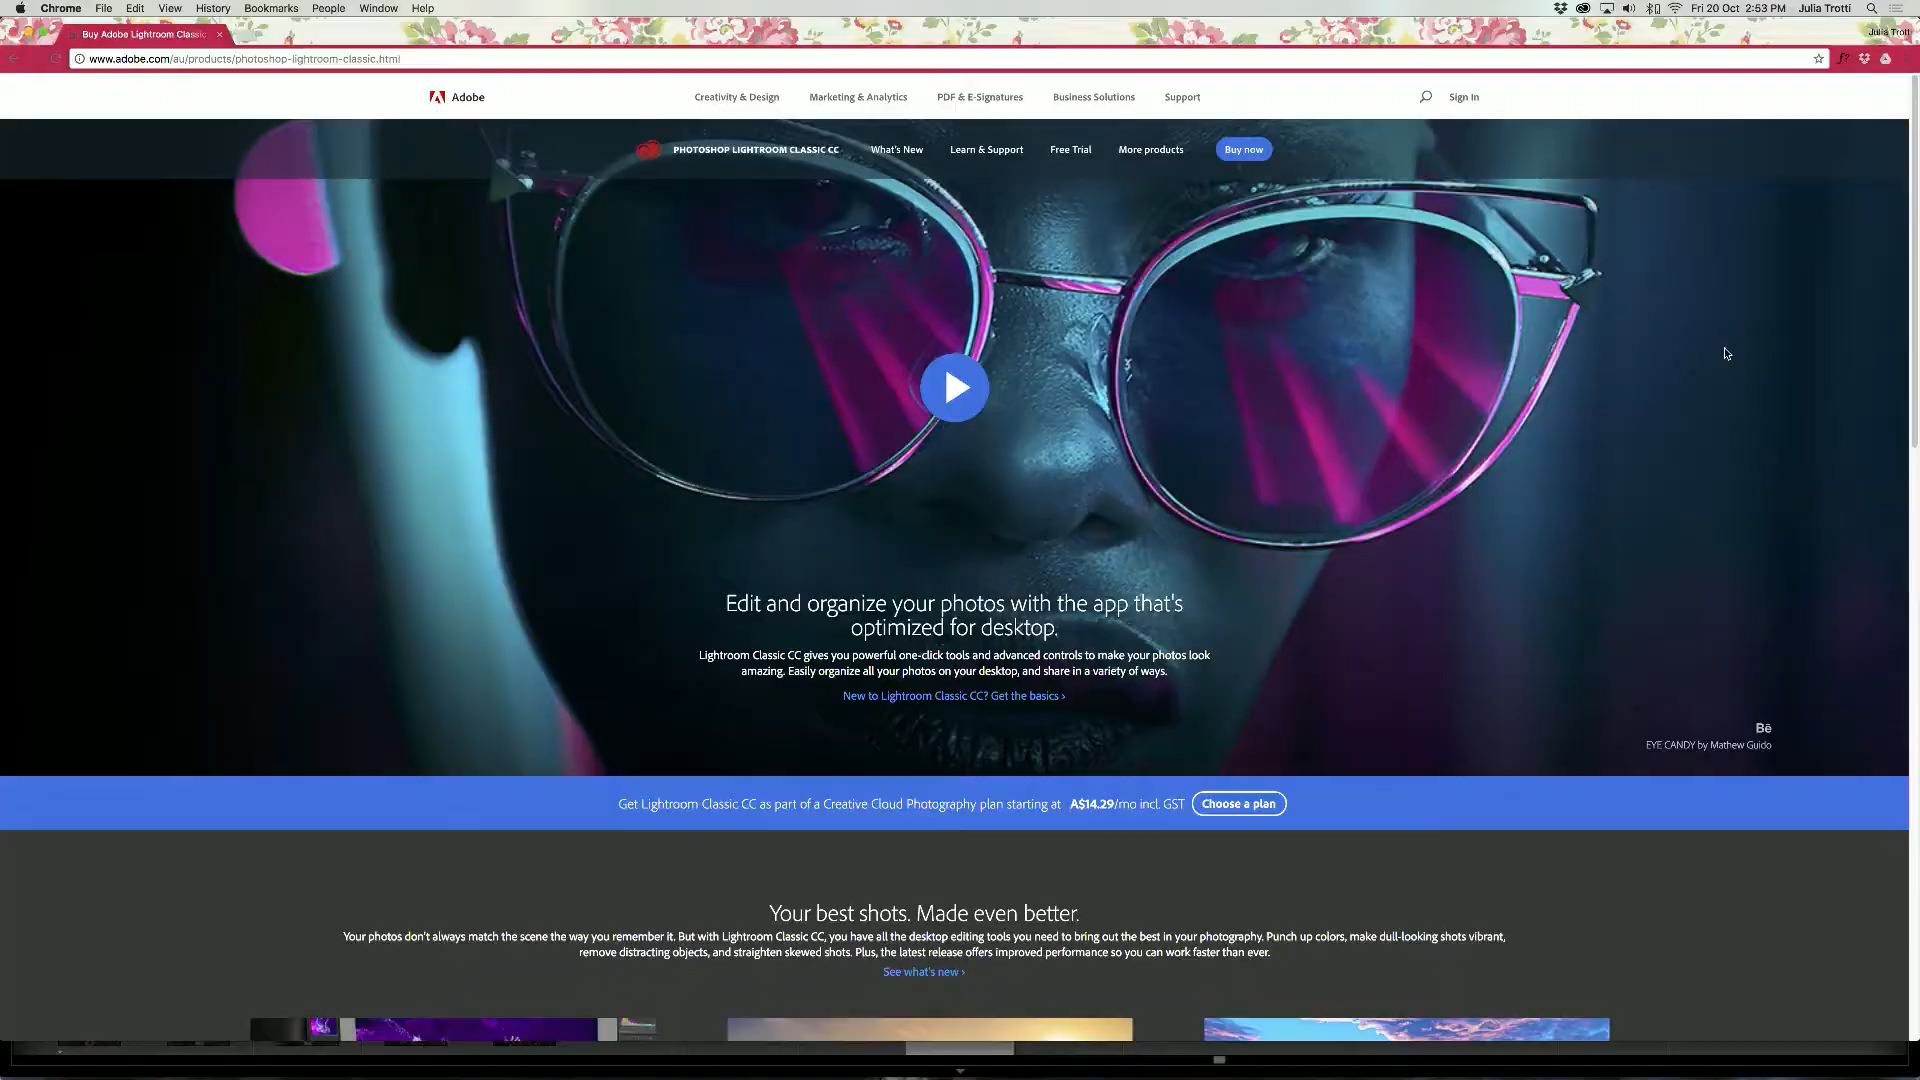 Chrome File Edit View History Bookmarks People Window Help
Fri 20 Oct 2:53 PM Julia Trotti
Buy Adobe Lightroom Classic ×
Julia Trotti
www.adobe.com/au/products/photoshop-lightroom-classic.html
f?
Adobe
Creativity & Design Marketing & Analytics PDF & E-Signatures Business Solutions Support
Sign In
PHOTOSHOP LIGHTROOM CLASSIC CC What's New Learn & Support Free Trial More products Buy now
Edit and organize your photos with the app that's
optimized for desktop.
Lightroom Classic CC gives you powerful one-click tools and advanced controls to make your photos look
amazing. Easily organize all your photos on your desktop, and share in a variety of ways.
New to Lightroom Classic CC? Get the basics ›
Bē
EYE CANDY by Mathew Guido
Get Lightroom Classic CC as part of a Creative Cloud Photography plan starting at A$14.29/mo incl. GST Choose a plan
Your best shots. Made even better.
Your photos don't always match the scene the way you remember it. But with Lightroom Classic CC, you have all the desktop editing tools you need to bring out the best in your photography. Punch up colors, make dull-looking shots vibrant,
remove distracting objects, and straighten skewed shots. Plus, the latest release offers improved performance so you can work faster than ever.
See what's new ›